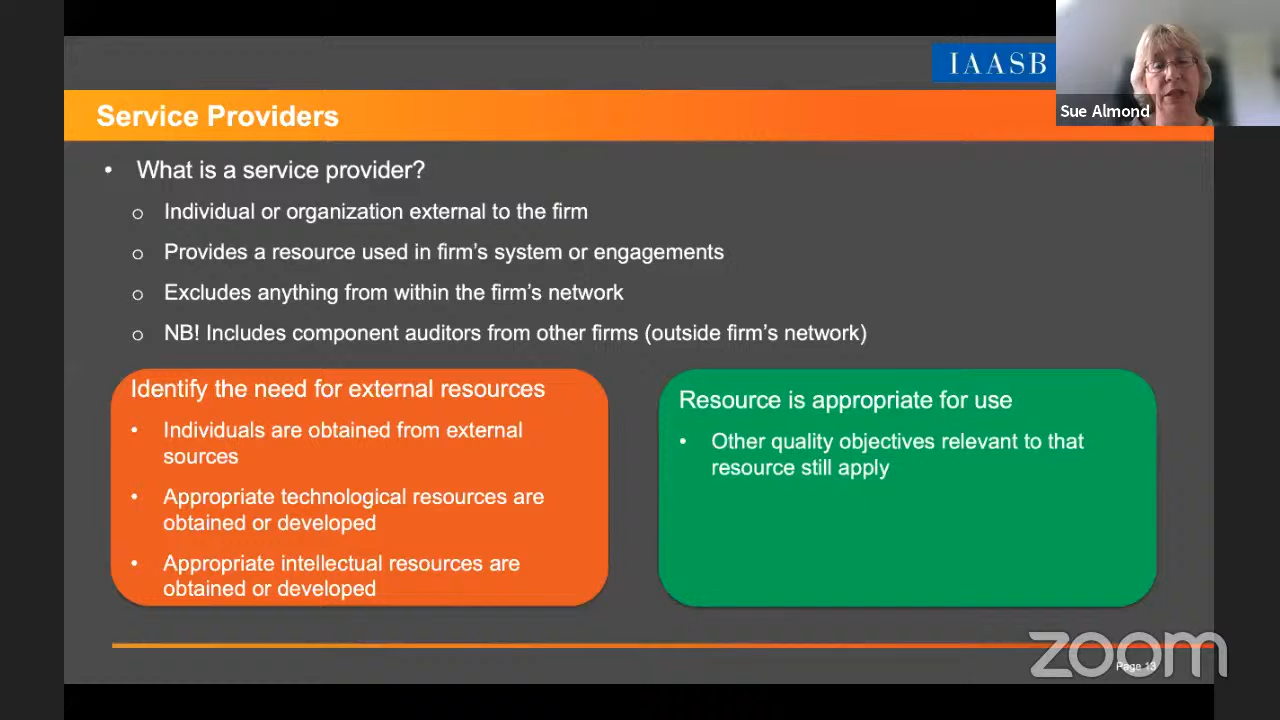 IAASB
Sue Almond
Service Providers
• What is a service provider?
o Individual or organization external to the firm
o Provides a resource used in firm's system or engagements
o Excludes anything from within the firm's network
o NB! Includes component auditors from other firms (outside firm's network)
Identify the need for external resources
• Individuals are obtained from external
sources
• Appropriate technological resources are
obtained or developed
• Appropriate intellectual resources are
obtained or developed
Resource is appropriate for use
• Other quality objectives relevant to that
resource still apply
zoom
Page 13